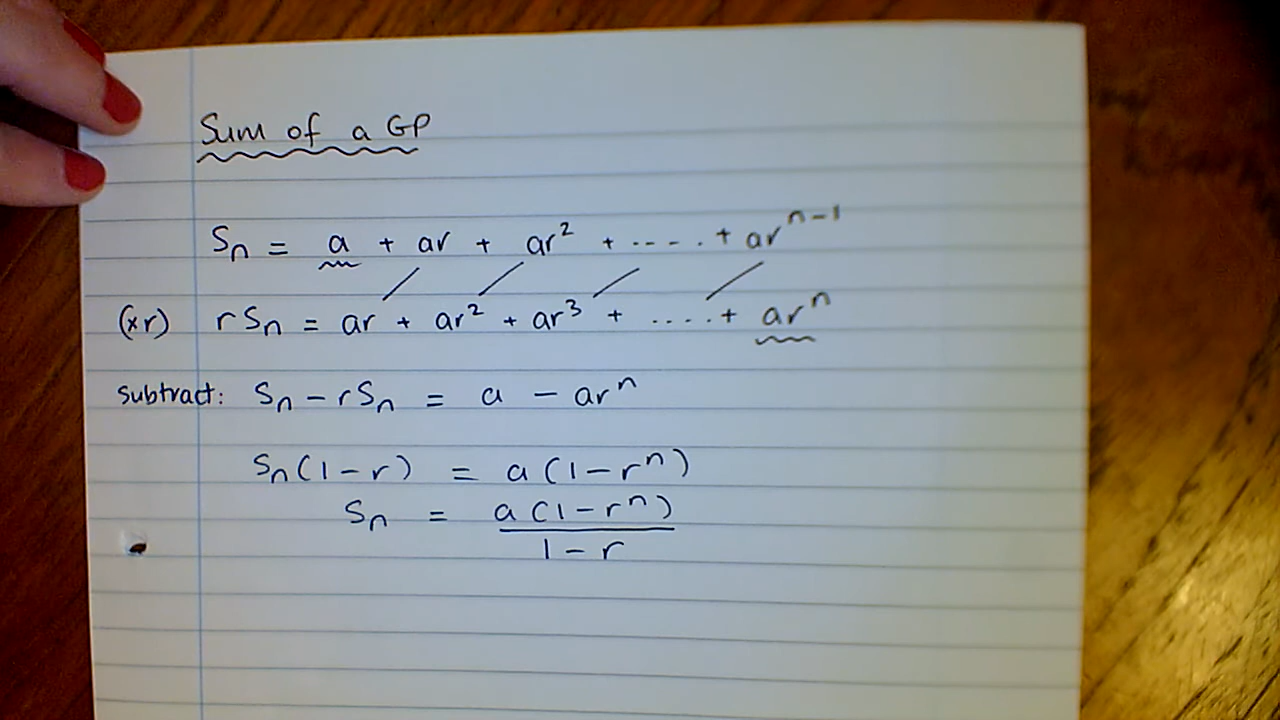 Sum of a GP
Sn = a + ar + ar² + ---- . + arⁿ⁻¹
(xr) rSn = ar + ar² + ar³ + .... + arⁿ
Subtract: Sn - rSn = a - arⁿ
Sn(1-r) = a(1-rⁿ)
Sn = a(1-rⁿ)
1-r